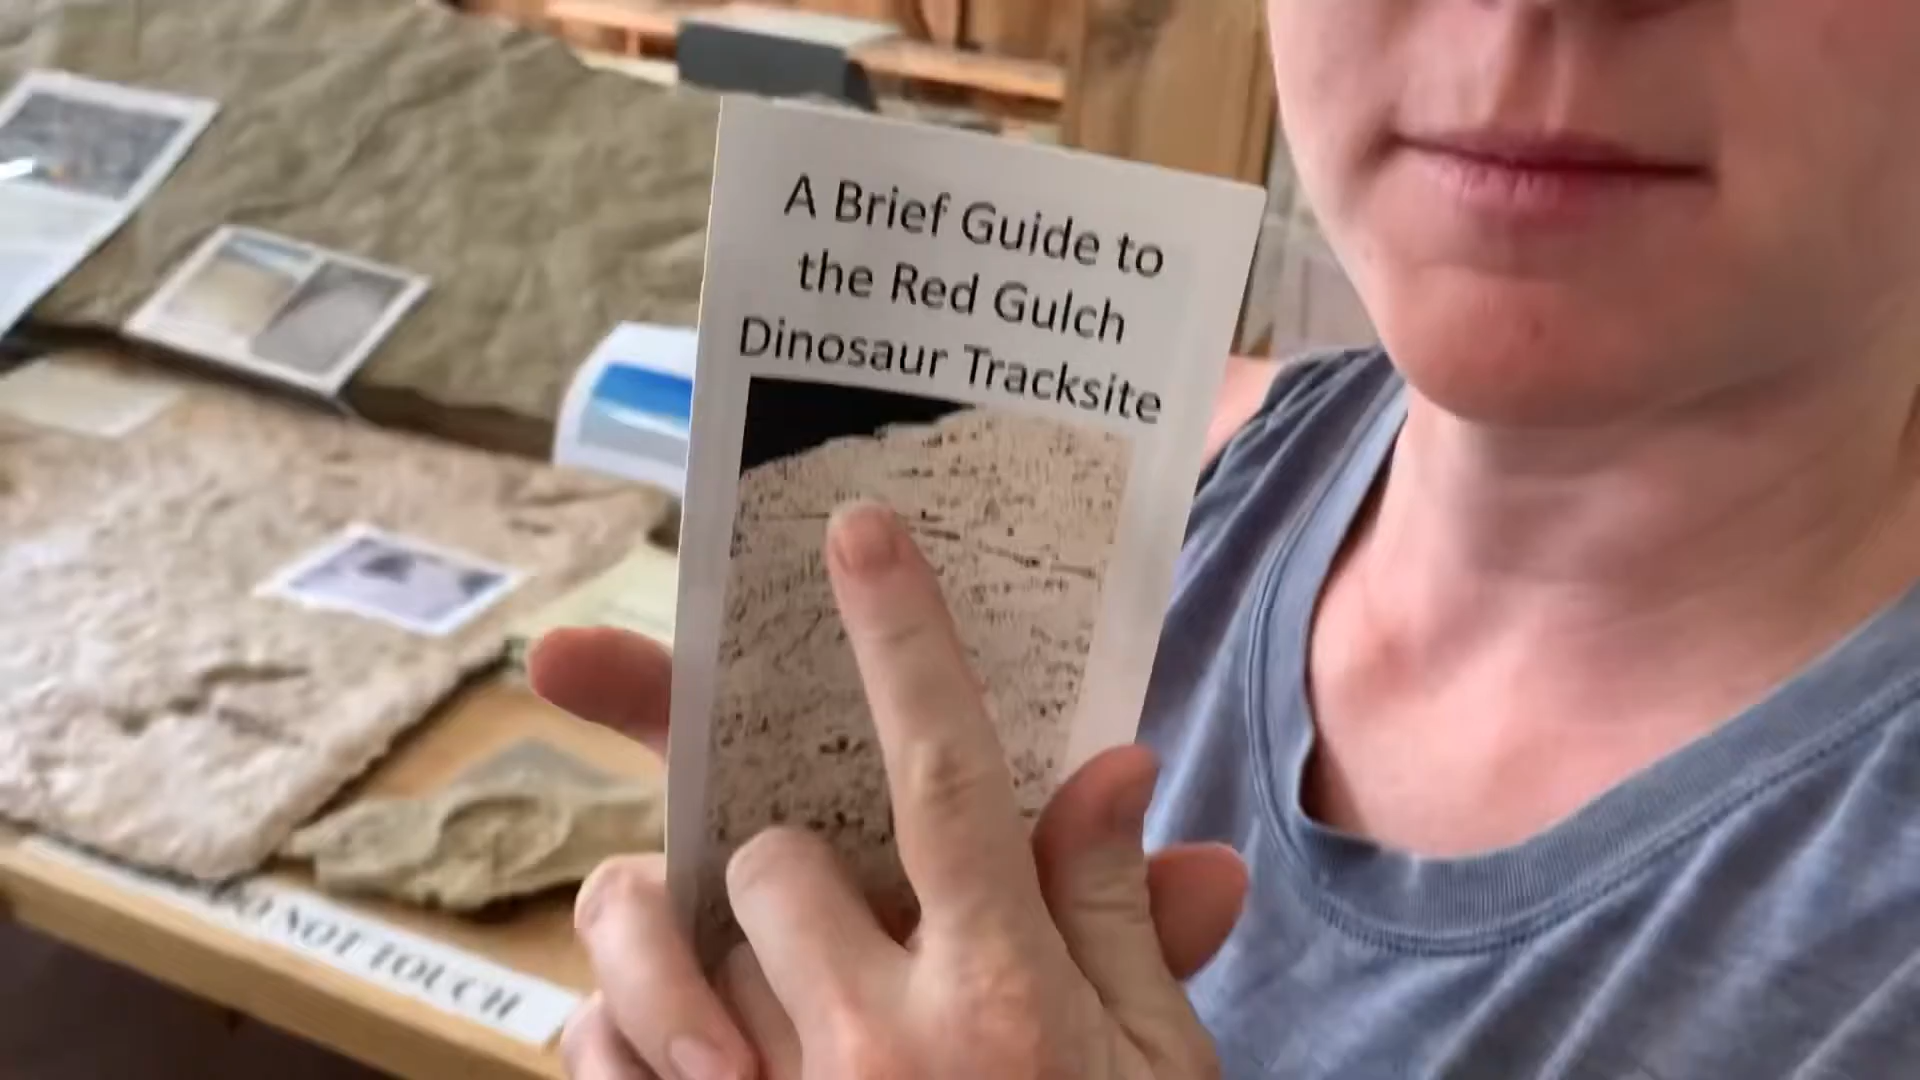 A Brief Guide to
the Red Gulch
Dinosaur Tracksite
DO NOT TOUCH